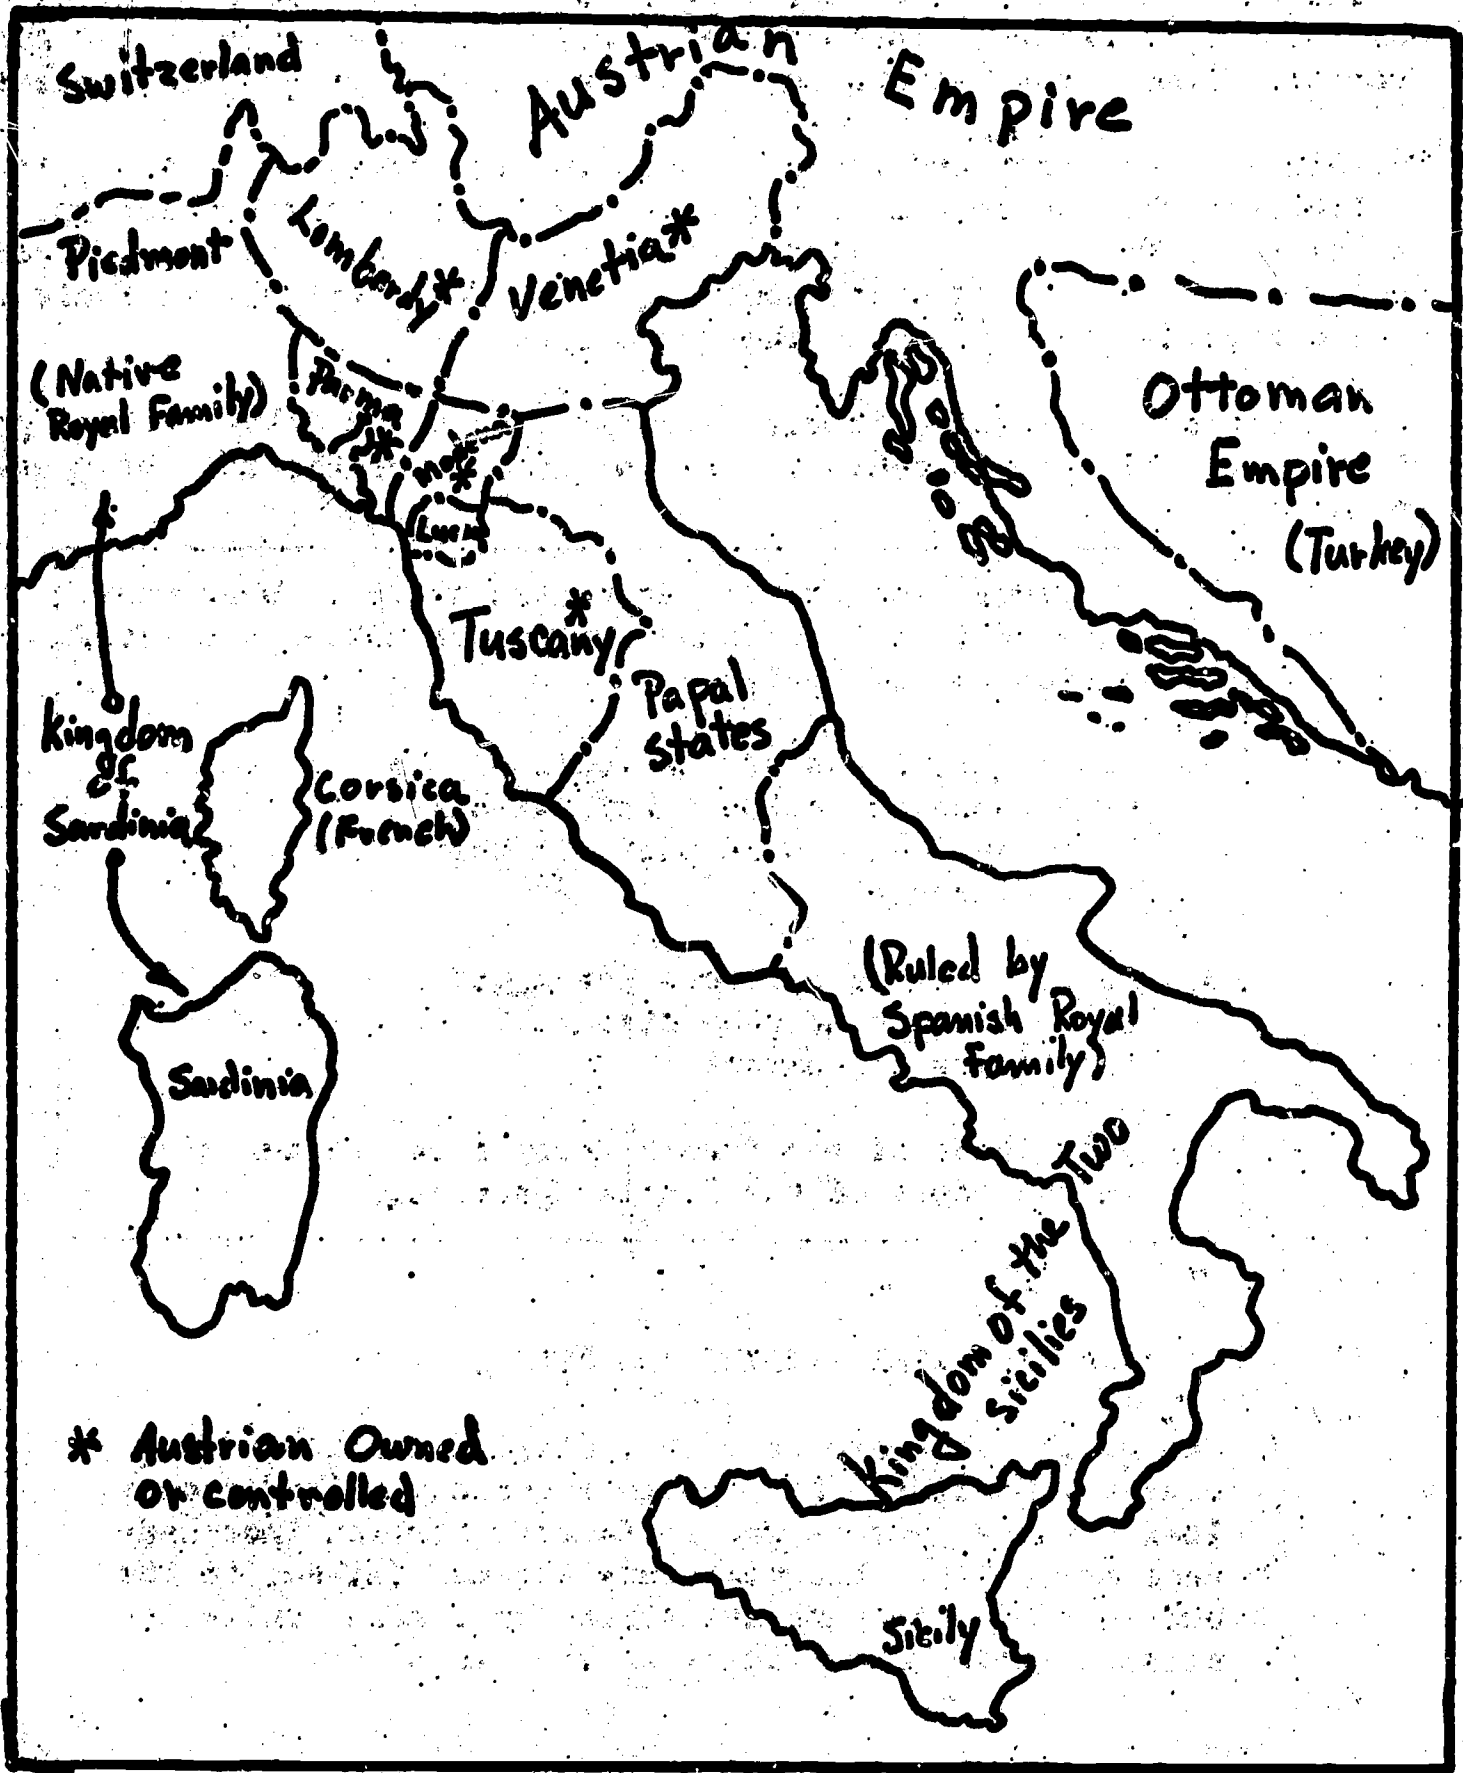 Switzerland
Austrian
Empire
Piedmont
Lombardy*
Venetia*
(Native
Royal Family)
Parma
*
*
Ottoman
Empire
(Turkey)
Lucca
Tuscany*
Papal
States
Kingdom
of
Sardinia
Corsica
(French)
(Ruled by
Spanish Royal
Family)
Sardinia
Kingdom of the Two
Sicilies
* Austrian Owned
or controlled
Sicily